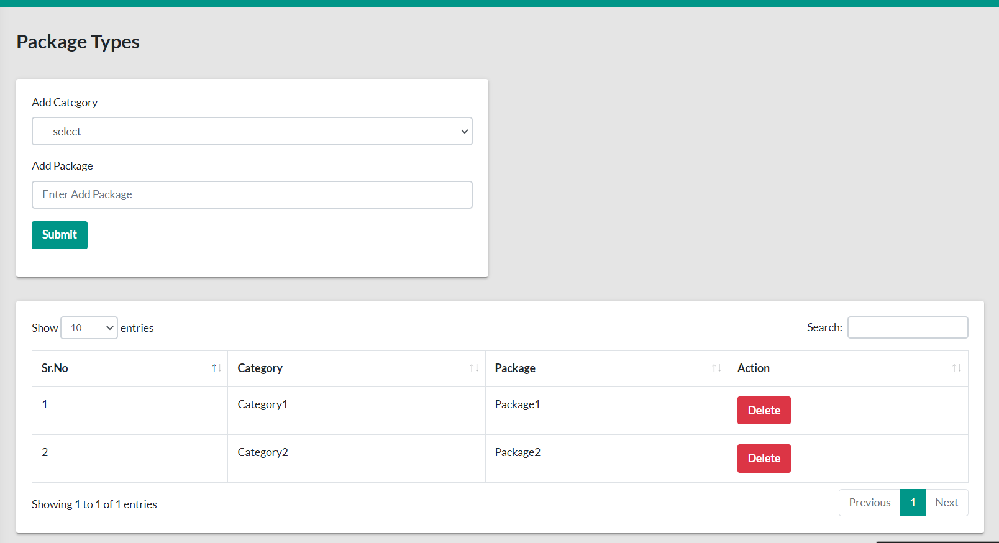 Package Types
Add Category
--select--
Add Package
Enter Add Package
Submit
Show 10 entries Search:
Sr.No Category Package Action
1 Category1 Package1 Delete
2 Category2 Package2 Delete
Showing 1 to 1 of 1 entries Previous 1 Next